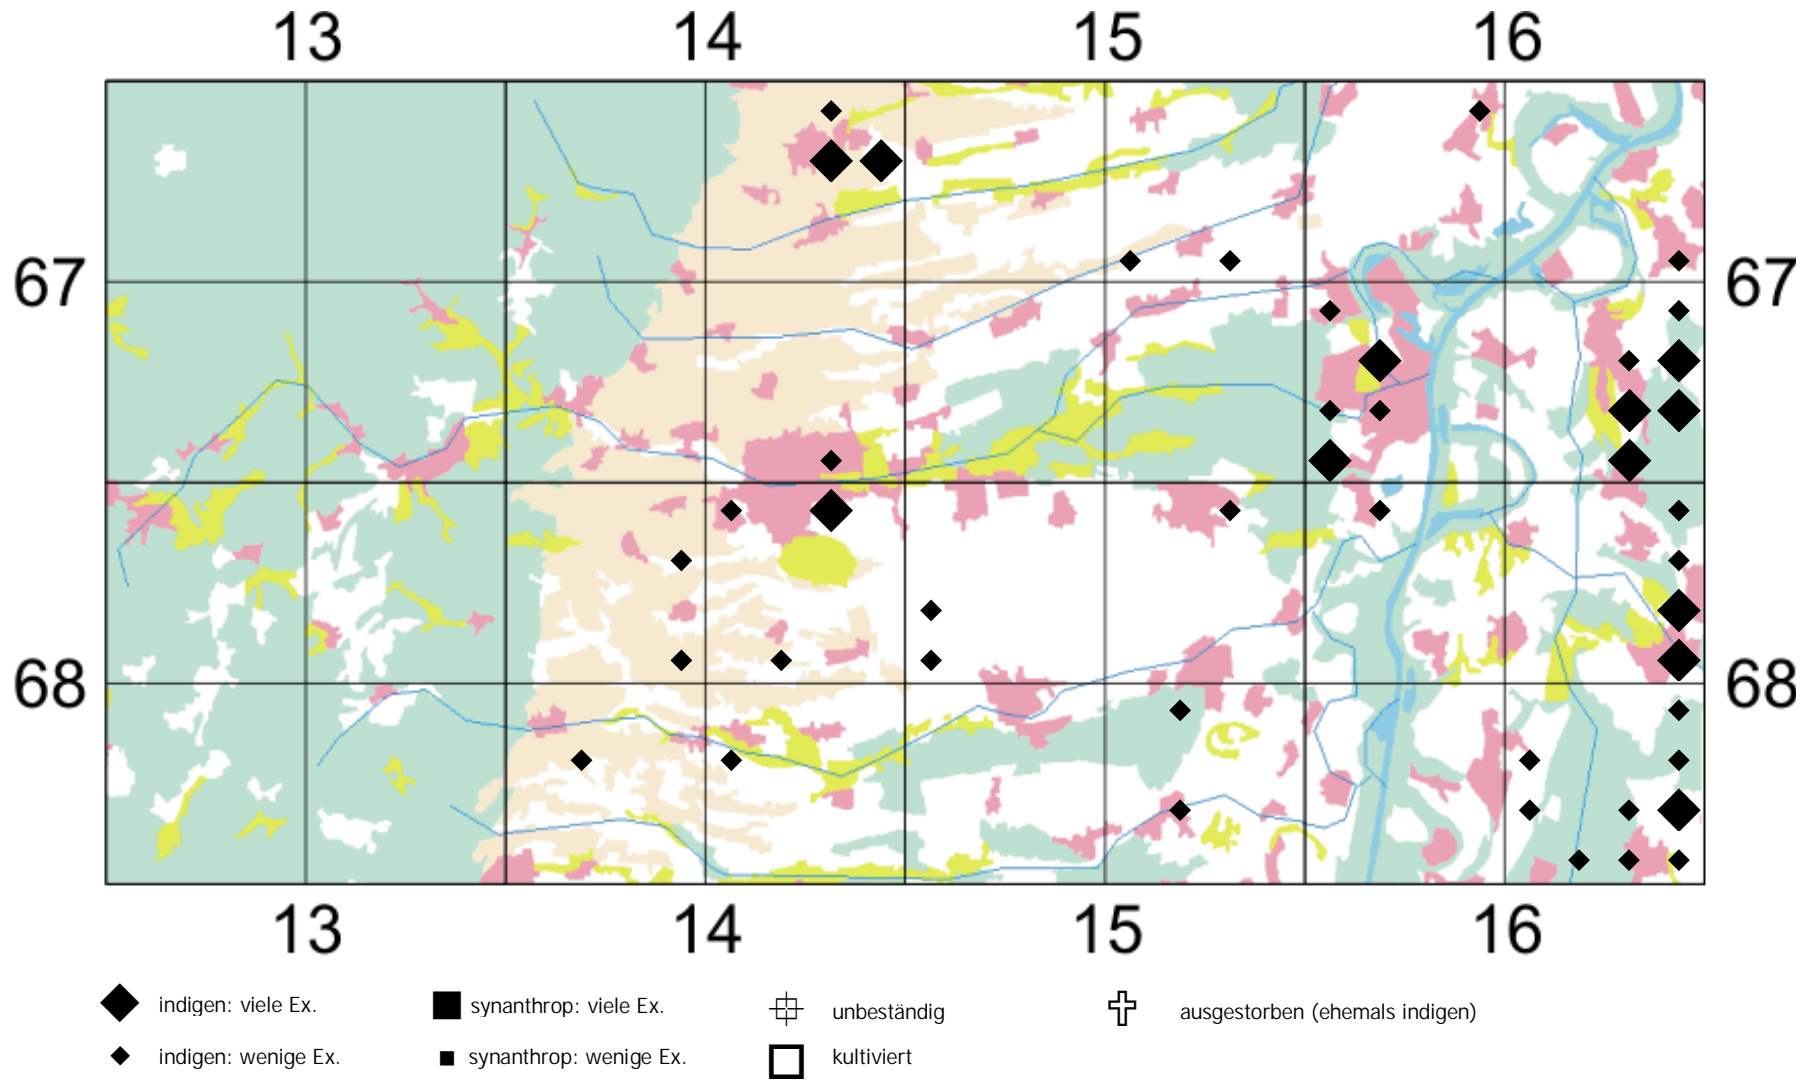 13 14 15 16
67 67
68 68
13 14 15 16
indigen: viele Ex. synanthrop: viele Ex. unbeständig ausgestorben (ehemals indigen)
indigen: wenige Ex. synanthrop: wenige Ex. kultiviert